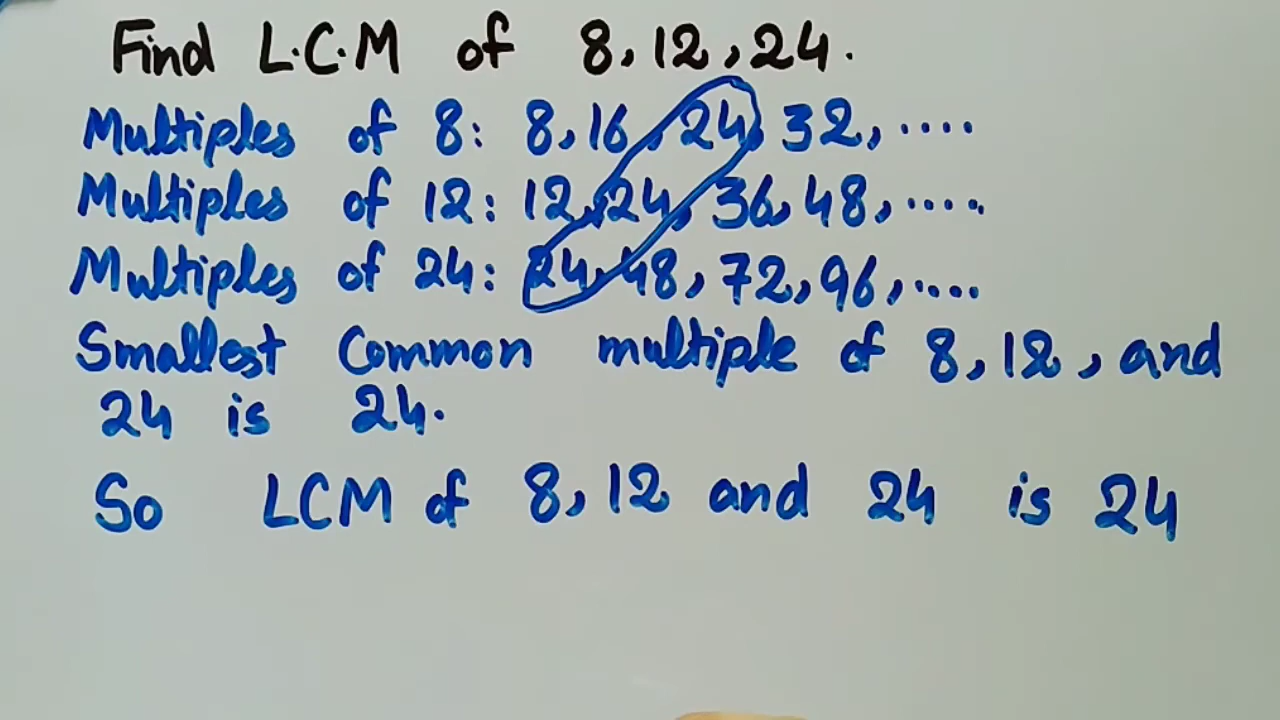 Find L.C.M of 8, 12, 24.
Multiples of 8: 8, 16, 24, 32, ....
Multiples of 12: 12, 24, 36, 48, .....
Multiples of 24: 24, 48, 72, 96, .....
Smallest Common multiple of 8, 12, and
24 is 24.
So LCM of 8, 12 and 24 is 24